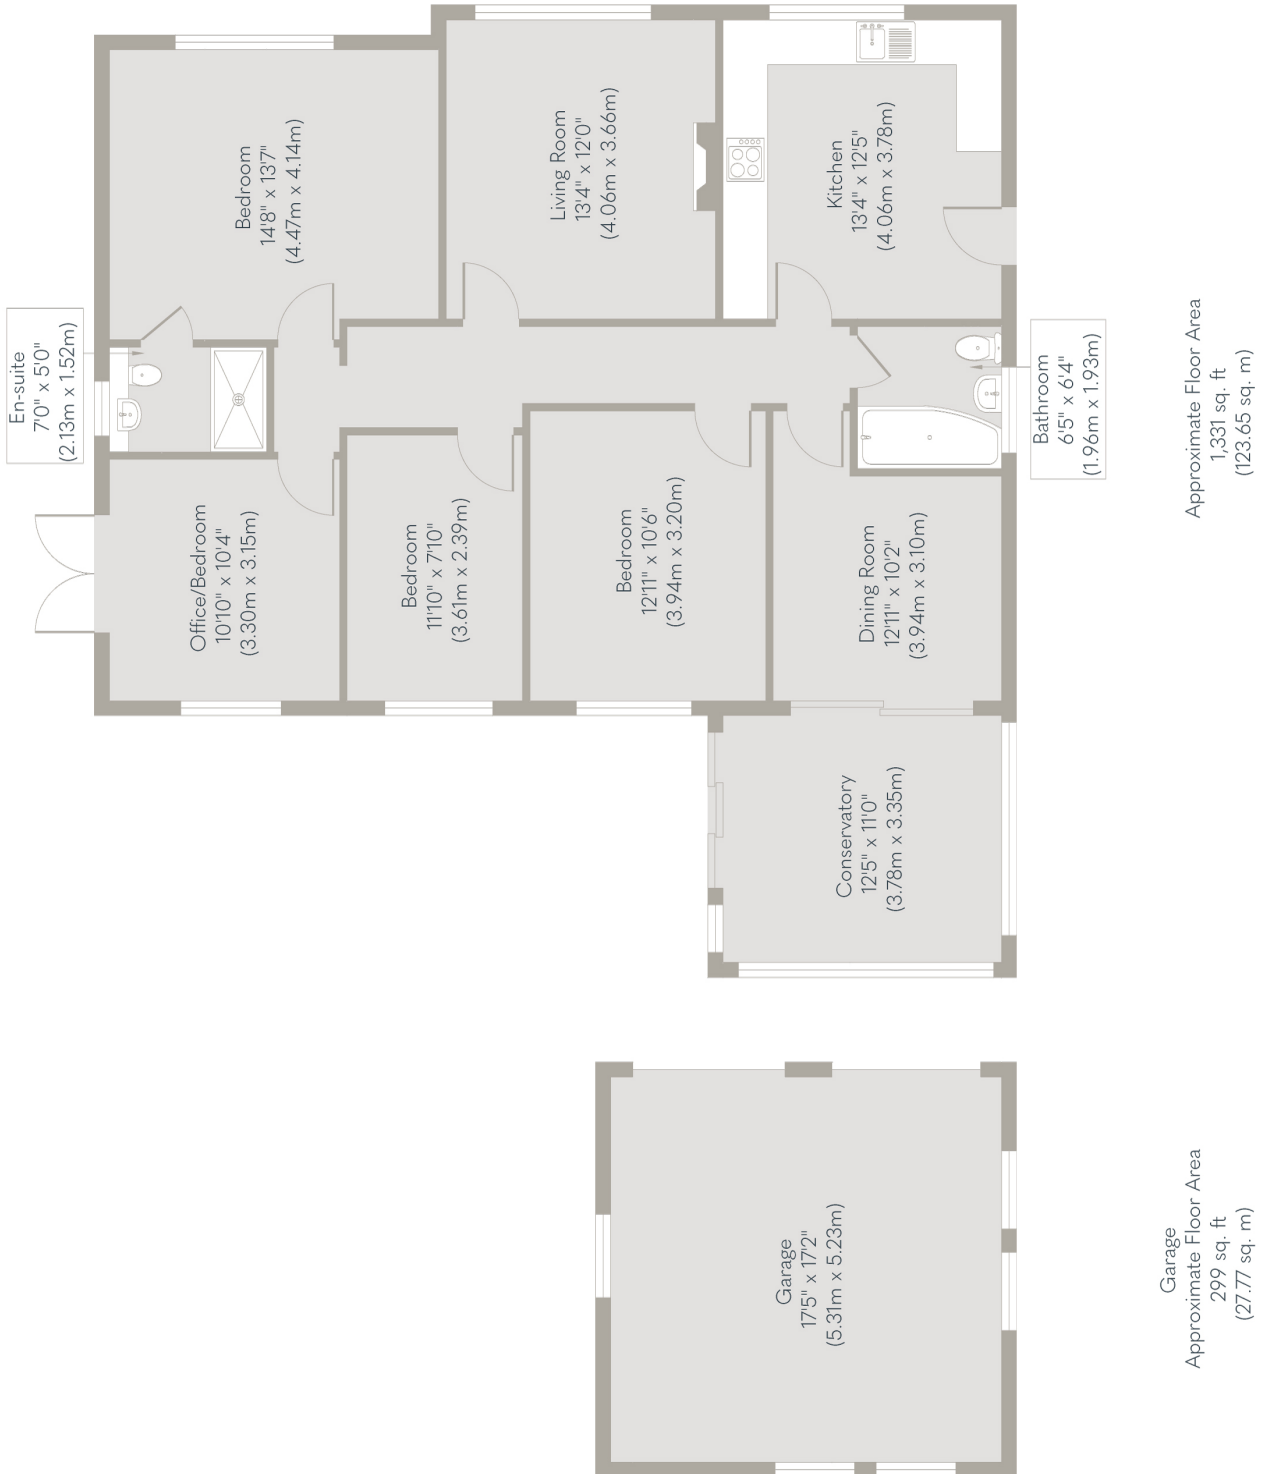 En-suite
7'0" x 5'0"
(2.13m x 1.52m)
Bedroom
14'8" x 13'7"
(4.47m x 4.14m)
Living Room
13'4" x 12'0"
(4.06m x 3.66m)
Kitchen
13'4" x 12'5"
(4.06m x 3.78m)
Office/Bedroom
10'10" x 10'4"
(3.30m x 3.15m)
Bedroom
11'10" x 7'10"
(3.61m x 2.39m)
Bedroom
12'11" x 10'6"
(3.94m x 3.20m)
Dining Room
12'11" x 10'2"
(3.94m x 3.10m)
Bathroom
6'5" x 6'4"
(1.96m x 1.93m)
Conservatory
12'5" x 11'0"
(3.78m x 3.35m)
Approximate Floor Area
1,331 sq. ft
(123.65 sq. m)
Garage
17'5" x 17'2"
(5.31m x 5.23m)
Garage
Approximate Floor Area
299 sq. ft
(27.77 sq. m)